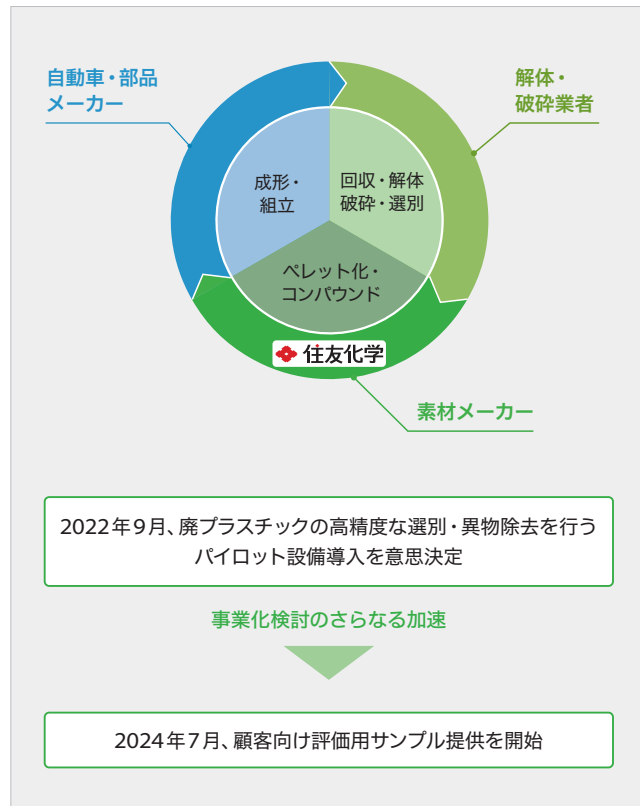 自動車・部品
メーカー
解体・
破砕業者
成形・
組立
回収・解体
破砕・選別
ペレット化・
コンパウンド
住友化学
素材メーカー
2022年9月、廃プラスチックの高精度な選別・異物除去を行う
パイロット設備導入を意思決定
事業化検討のさらなる加速
2024年7月、顧客向け評価用サンプル提供を開始